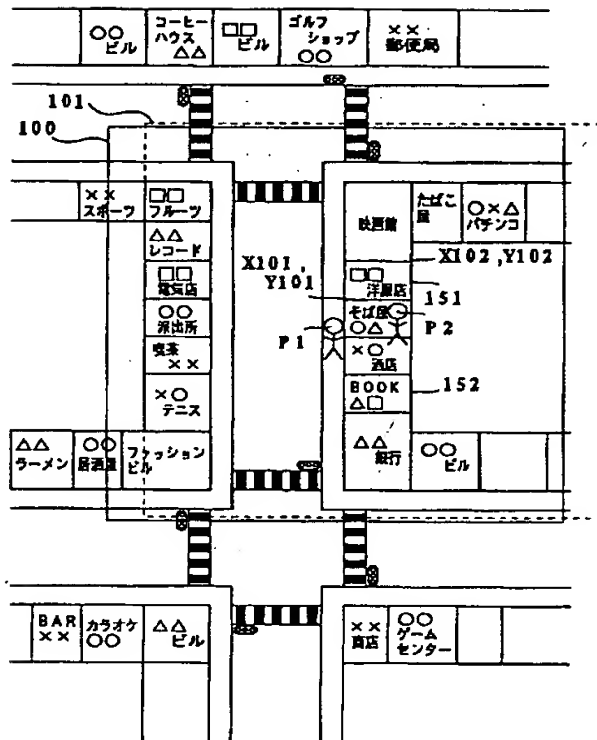 ○○ビル
コーヒーハウス
△△
□□ビル
ゴルフショップ
○○
××
郵便局
101
100
××
スポーツ
□□
フルーツ
△△
レコード
□□
電気店
○○
派出所
喫茶
××
×○
テニス
△△
ラーメン
○○
居酒屋
ファッションビル
映画館
たばこ屋
○×△
パチンコ
X101,
Y101
X102,Y102
□□
洋服店
151
そば屋
○△
P1
P2
×○
酒店
BOOK
△□
152
△△
銀行
○○
ビル
BAR
××
カラオケ
○○
△△
ビル
××
商店
○○
ゲームセンター